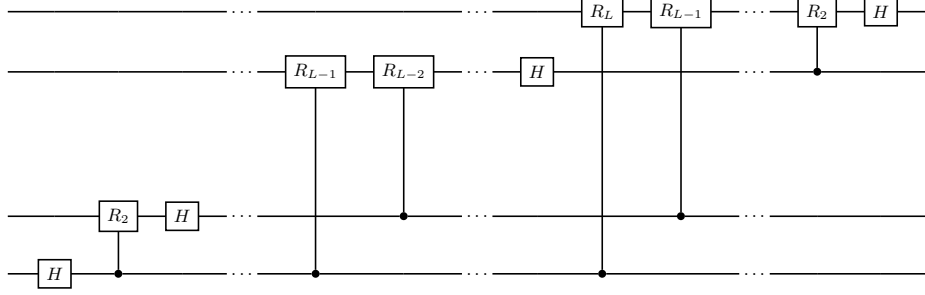 ··· ··· R_L R_{L−1} ··· R_2 H
··· R_{L−1} R_{L−2} ··· H ···
R_2 H ··· ··· ···
H ··· ··· ···